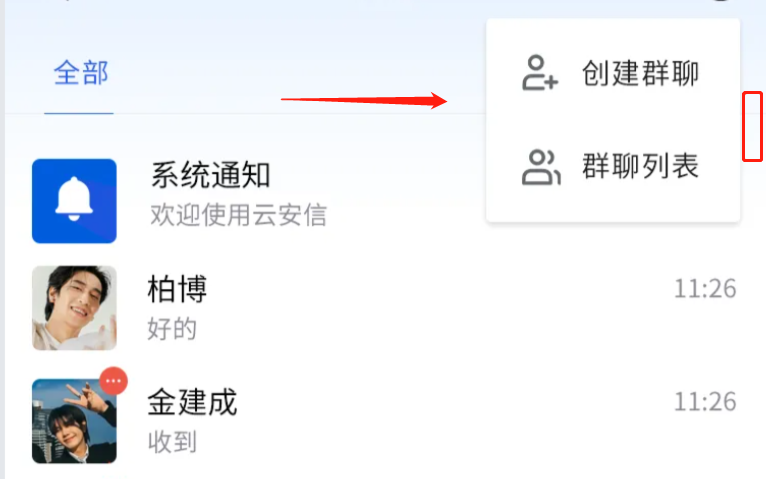 全部
创建群聊
群聊列表
系统通知
欢迎使用云安信
柏博
11:26
好的
金建成
11:26
收到